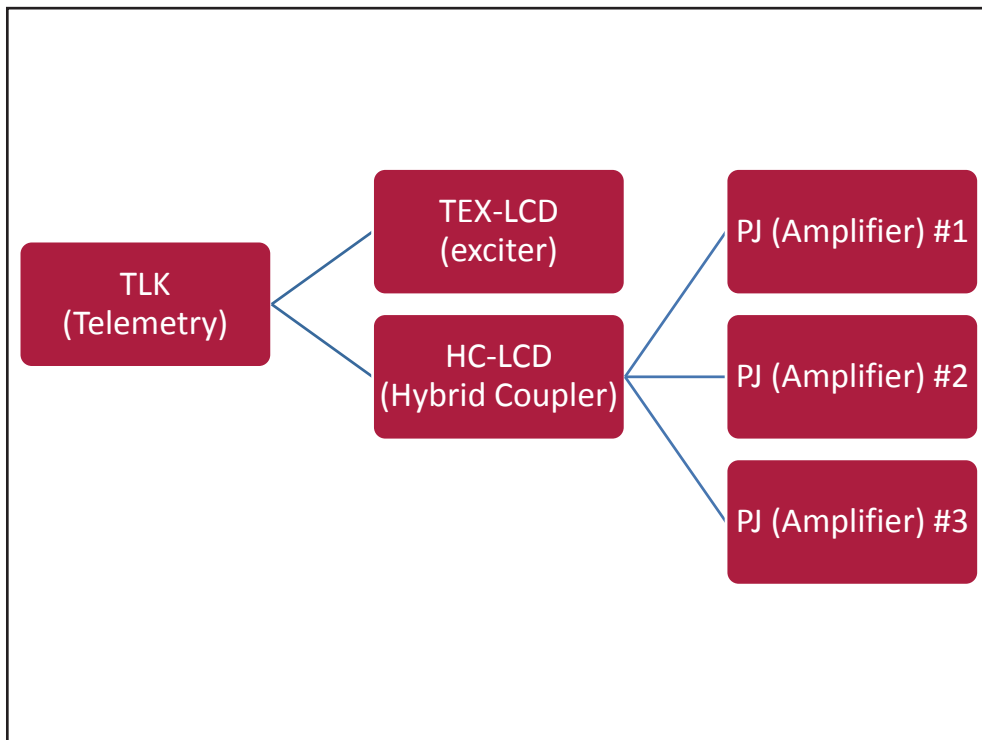 TLK
(Telemetry)
TEX-LCD
(exciter)
HC-LCD
(Hybrid Coupler)
PJ (Amplifier) #1
PJ (Amplifier) #2
PJ (Amplifier) #3